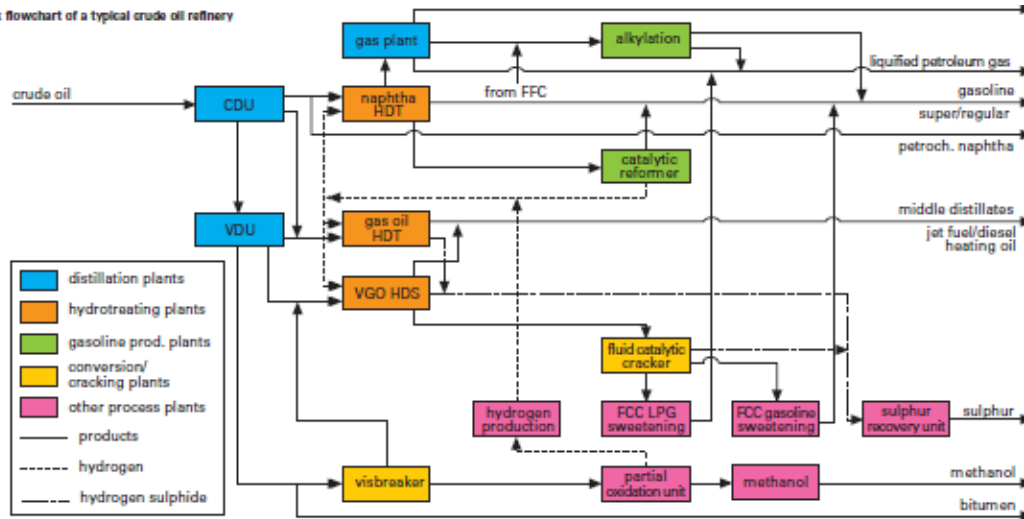 flowchart of a typical crude oil refinery
gas plant
alkylation
liquified petroleum gas
crude oil
CDU
naphtha
HDT
from FFC
gasoline
super/regular
petroch. naphtha
catalytic
reformer
VDU
gas oil
HDT
middle distillates
jet fuel/diesel
heating oil
distillation plants
hydrotreating plants
gasoline prod. plants
conversion/
cracking plants
other process plants
products
hydrogen
hydrogen sulphide
VGO HDS
fluid catalytic
cracker
hydrogen
production
FCC LPG
sweetening
FCC gasoline
sweetening
sulphur
recovery unit
sulphur
visbreaker
partial
oxidation unit
methanol
methanol
bitumen